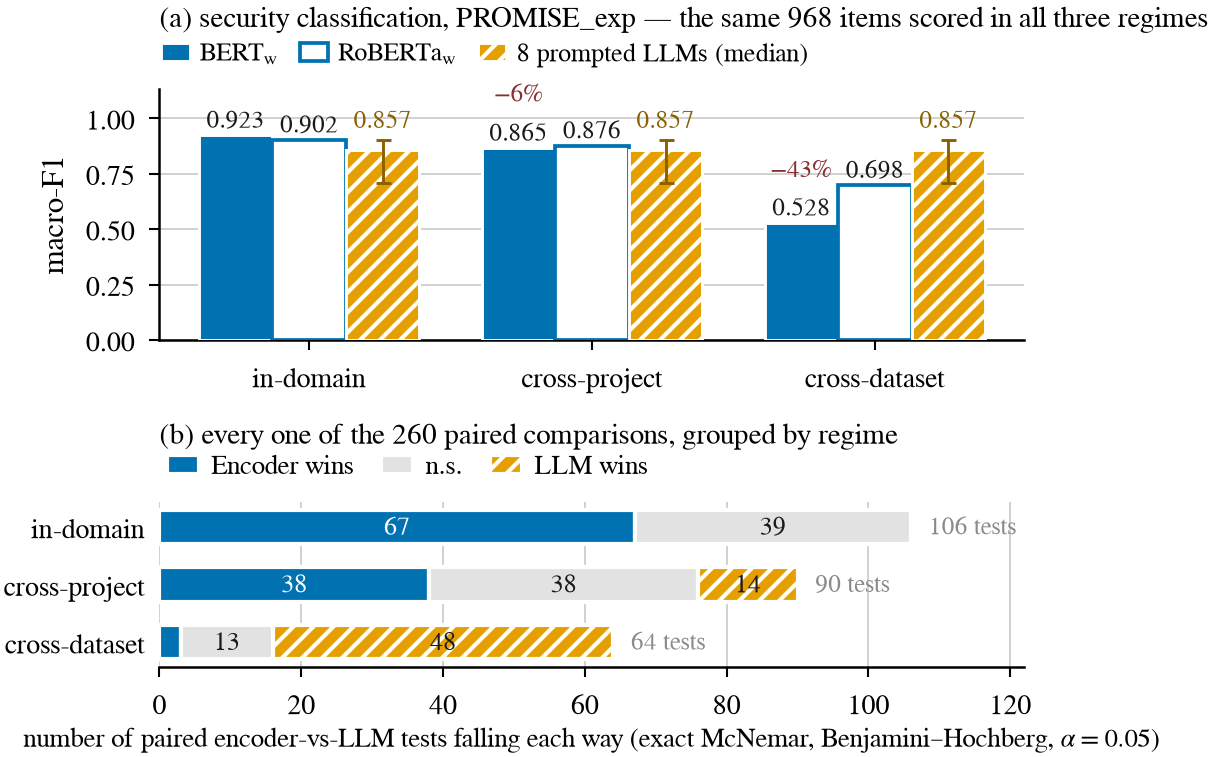 (a) security classification, PROMISE_exp — the same 968 items scored in all three regimes
BERTw RoBERTaw 8 prompted LLMs (median)
−6%
0.923 0.902 0.857 0.865 0.876 0.857 0.857
−43% 0.698
0.528
macro-F1
1.00
0.75
0.50
0.25
0.00
in-domain cross-project cross-dataset
(b) every one of the 260 paired comparisons, grouped by regime
Encoder wins n.s. LLM wins
in-domain 67 39 106 tests
cross-project 38 38 14 90 tests
cross-dataset 13 48 64 tests
0 20 40 60 80 100 120
number of paired encoder-vs-LLM tests falling each way (exact McNemar, Benjamini–Hochberg, α = 0.05)